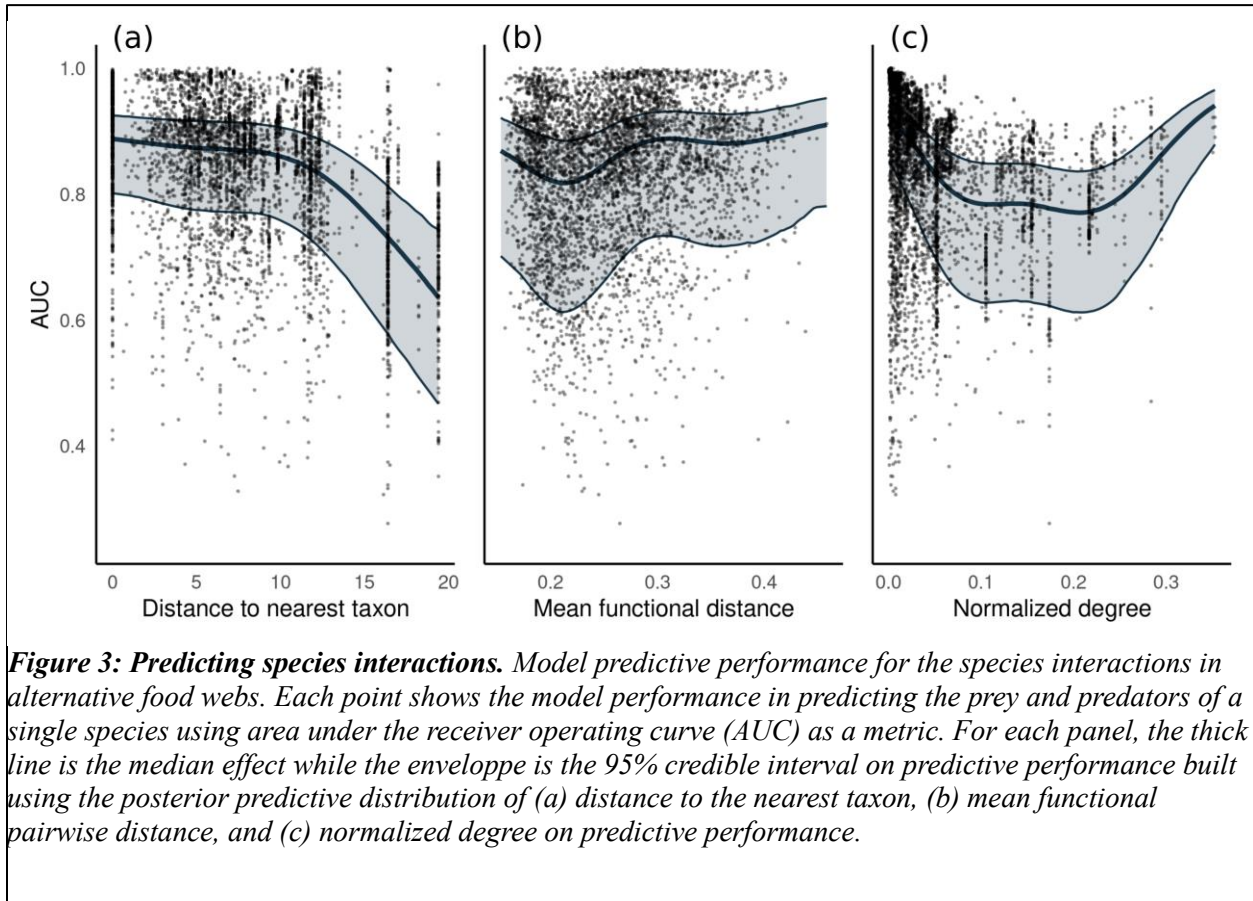 (a) (b) (c)
1.0
0.8
0.6
0.4
AUC
0 5 10 15 20 0.2 0.3 0.4 0.0 0.1 0.2 0.3
Distance to nearest taxon Mean functional distance Normalized degree
Figure 3: Predicting species interactions. Model predictive performance for the species interactions in
alternative food webs. Each point shows the model performance in predicting the prey and predators of a
single species using area under the receiver operating curve (AUC) as a metric. For each panel, the thick
line is the median effect while the enveloppe is the 95% credible interval on predictive performance built
using the posterior predictive distribution of (a) distance to the nearest taxon, (b) mean functional
pairwise distance, and (c) normalized degree on predictive performance.